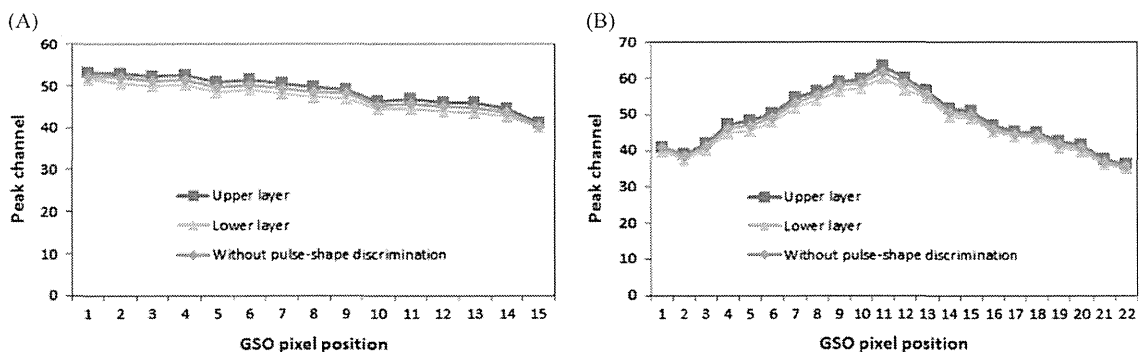 (A)
60
50
40
30
20
10
0
Peak channel
Upper layer
Lower layer
Without pulse-shape discrimination
1 2 3 4 5 6 7 8 9 10 11 12 13 14 15
GSO pixel position
(B)
70
60
50
40
30
20
10
0
Peak channel
Upper layer
Lower layer
Without pulse-shape discrimination
1 2 3 4 5 6 7 8 9 10 11 12 13 14 15 16 17 18 19 20 21 22
GSO pixel position